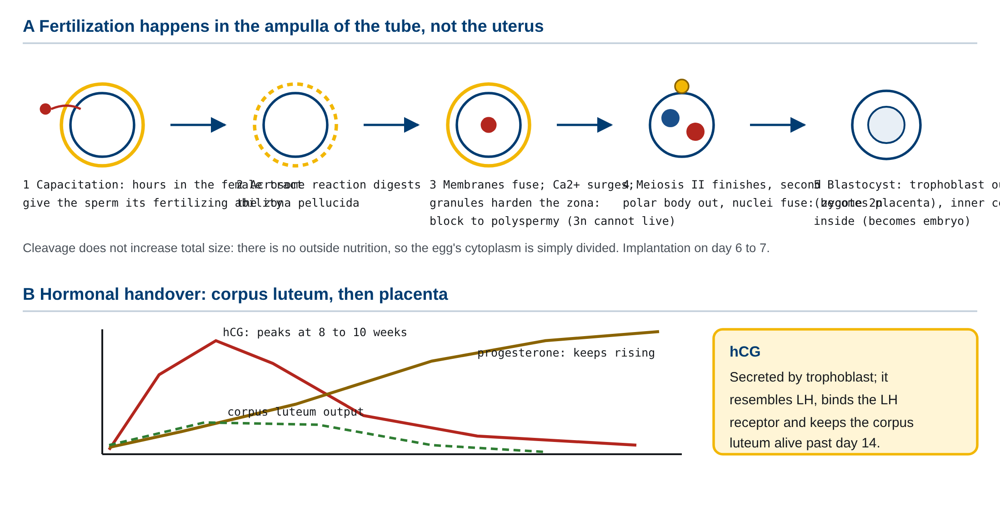 A Fertilization happens in the ampulla of the tube, not the uterus
1 Capacitation: hours in the female tract
give the sperm its fertilizing ability
2 Acrosome reaction digests
the zona pellucida
3 Membranes fuse; Ca2+ surges;
granules harden the zona:
block to polyspermy (3n cannot live)
4 Meiosis II finishes, second
polar body out, nuclei fuse: zygote 2n
5 Blastocyst: trophoblast
(becomes placenta), inner
inside (becomes embryo)
Cleavage does not increase total size: there is no outside nutrition, so the egg's cytoplasm is simply divided. Implantation on day 6 to 7.
B Hormonal handover: corpus luteum, then placenta
hCG: peaks at 8 to 10 weeks
progesterone: keeps rising
corpus luteum output
hCG
Secreted by trophoblast; it
resembles LH, binds the LH
receptor and keeps the corpus
luteum alive past day 14.